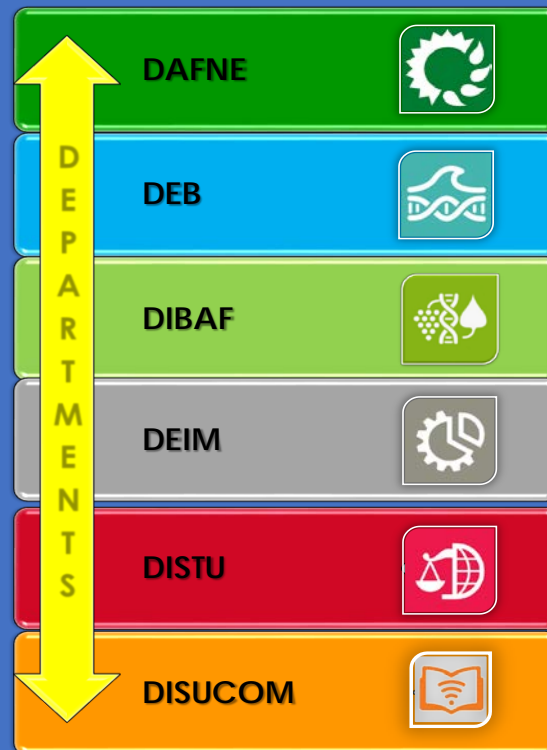 DEPARTMENTS
DAFNE
DEB
DIBAF
DEIM
DISTU
DISUCOM